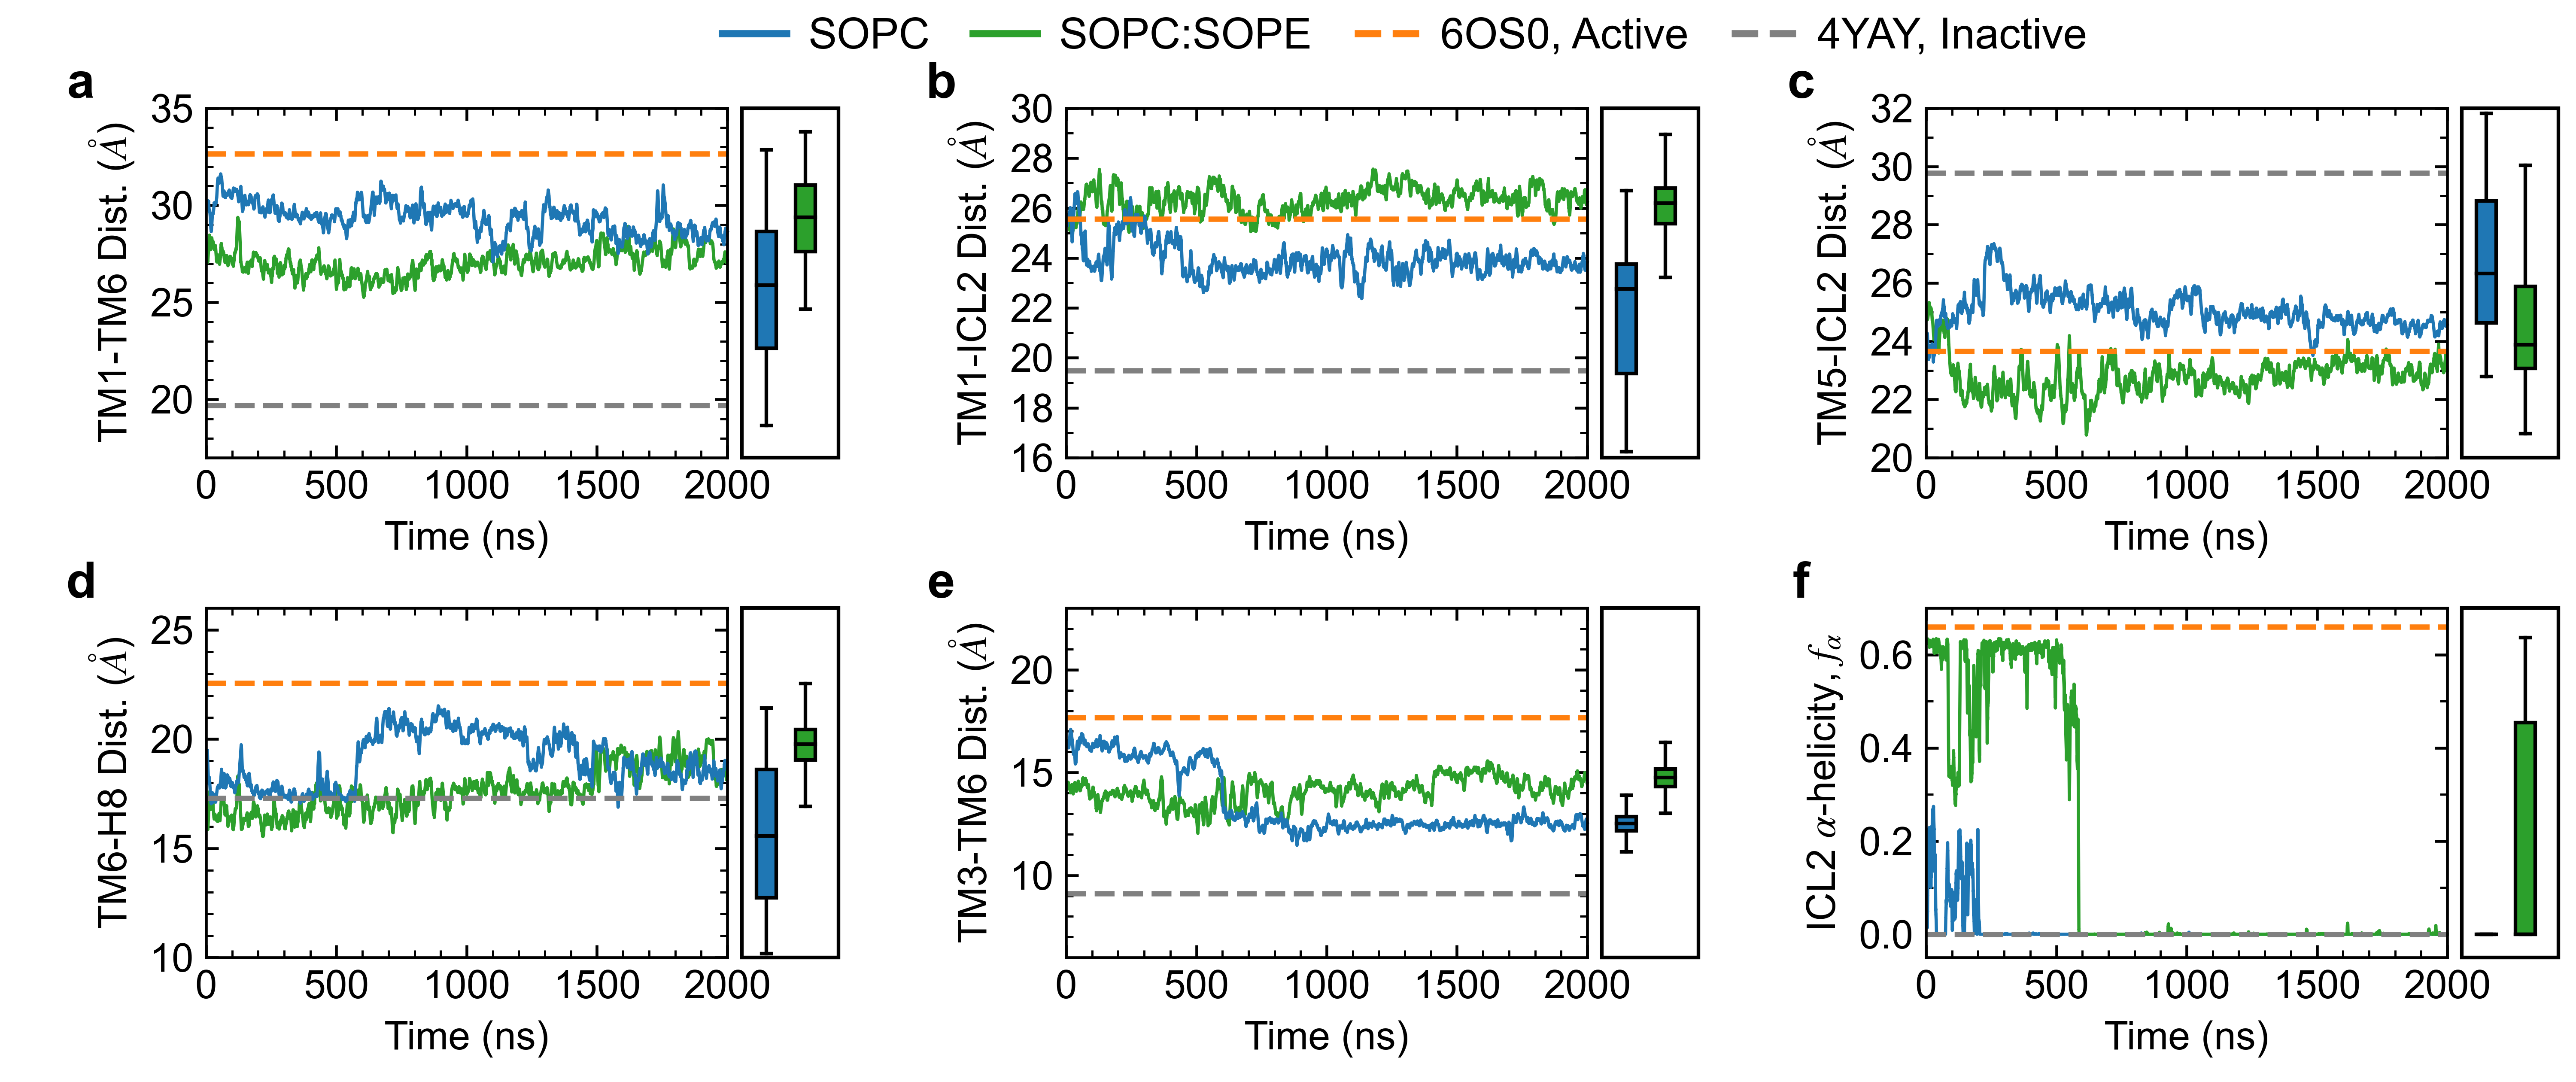 SOPC SOPC:SOPE 6OS0, Active 4YAY, Inactive
a
TM1-TM6 Dist. (Å)
35
30
25
20
0 500 1000 1500 2000
Time (ns)
b
TM1-ICL2 Dist. (Å)
30
28
26
24
22
20
18
16
0 500 1000 1500 2000
Time (ns)
c
TM5-ICL2 Dist. (Å)
32
30
28
26
24
22
20
0 500 1000 1500 2000
Time (ns)
d
TM6-H8 Dist. (Å)
25
20
15
10
0 500 1000 1500 2000
Time (ns)
e
TM3-TM6 Dist. (Å)
20
15
10
0 500 1000 1500 2000
Time (ns)
f
ICL2 α-helicity, fα
0.6
0.4
0.2
0.0
0 500 1000 1500 2000
Time (ns)